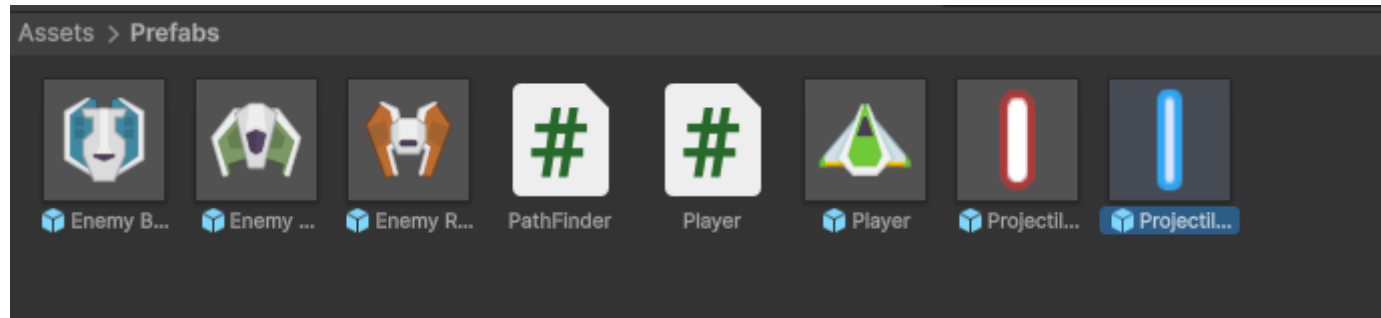 Assets > Prefabs
Enemy B... Enemy ... Enemy R... PathFinder Player Player Projectil... Projectil...